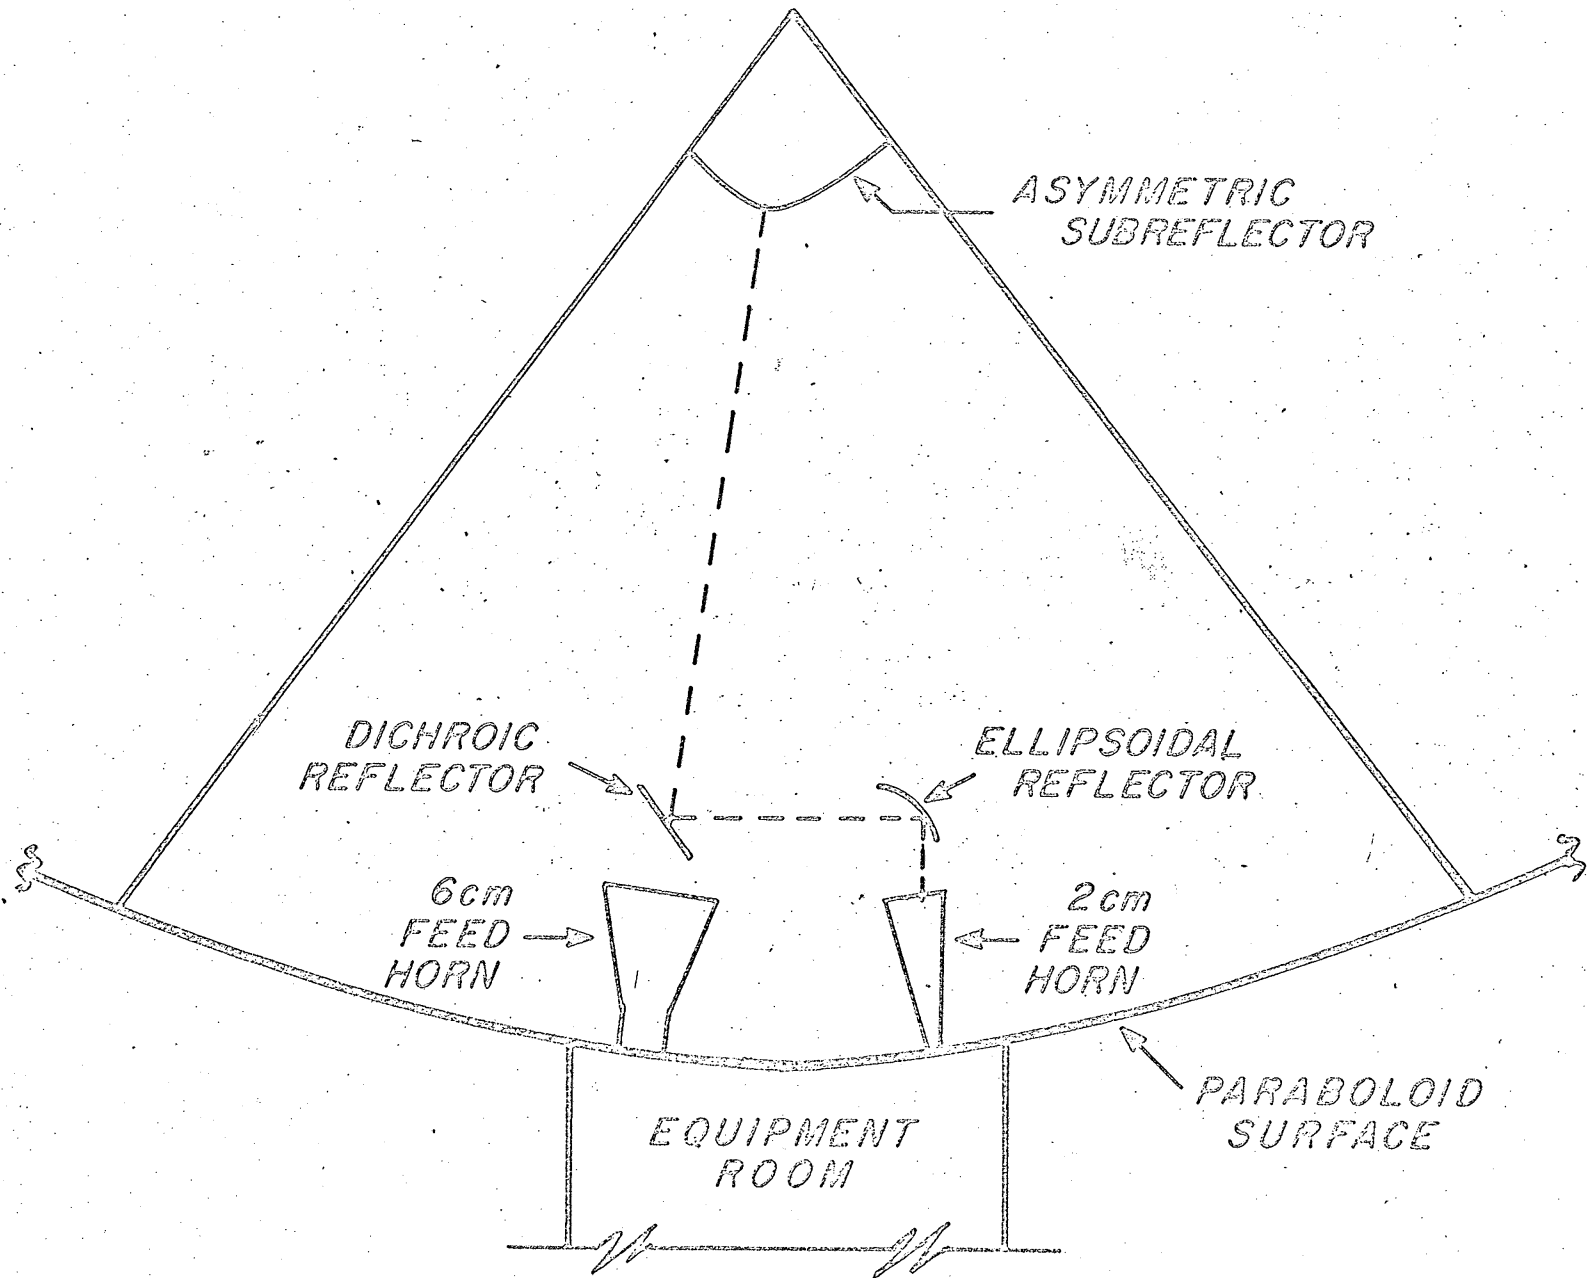 ASYMMETRIC
SUBREFLECTOR
DICHROIC
REFLECTOR
ELLIPSOIDAL
REFLECTOR
6cm
FEED
HORN
2cm
FEED
HORN
PARABOLOID
SURFACE
EQUIPMENT
ROOM